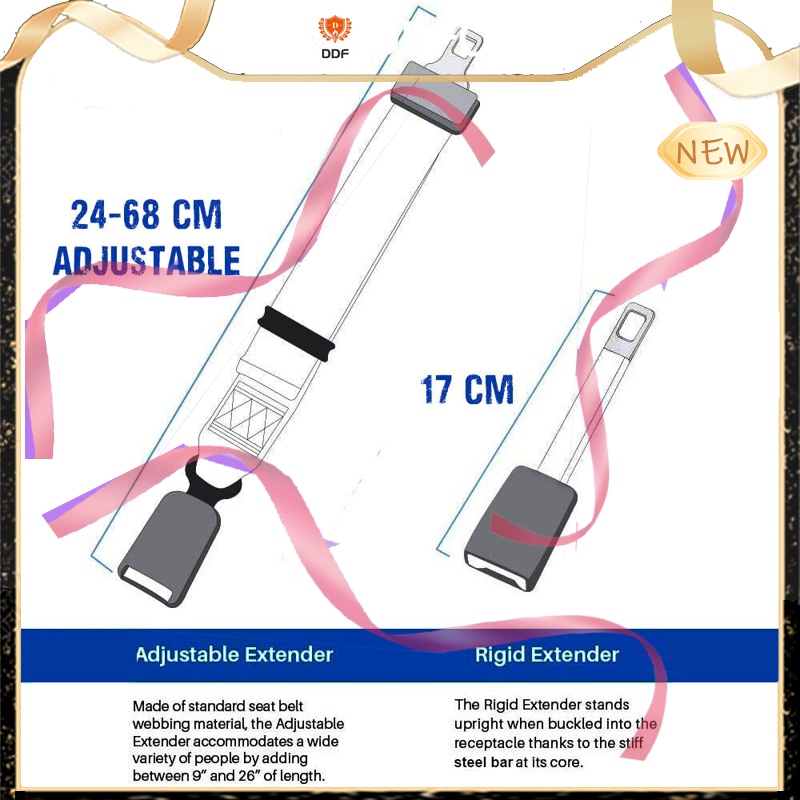 DDF
NEW
24-68 CM
ADJUSTABLE
17 CM
Adjustable Extender
Rigid Extender
Made of standard seat belt
webbing material, the Adjustable
Extender accommodates a wide
variety of people by adding
between 9” and 26” of length.
The Rigid Extender stands
upright when buckled into the
receptacle thanks to the stiff
steel bar at its core.